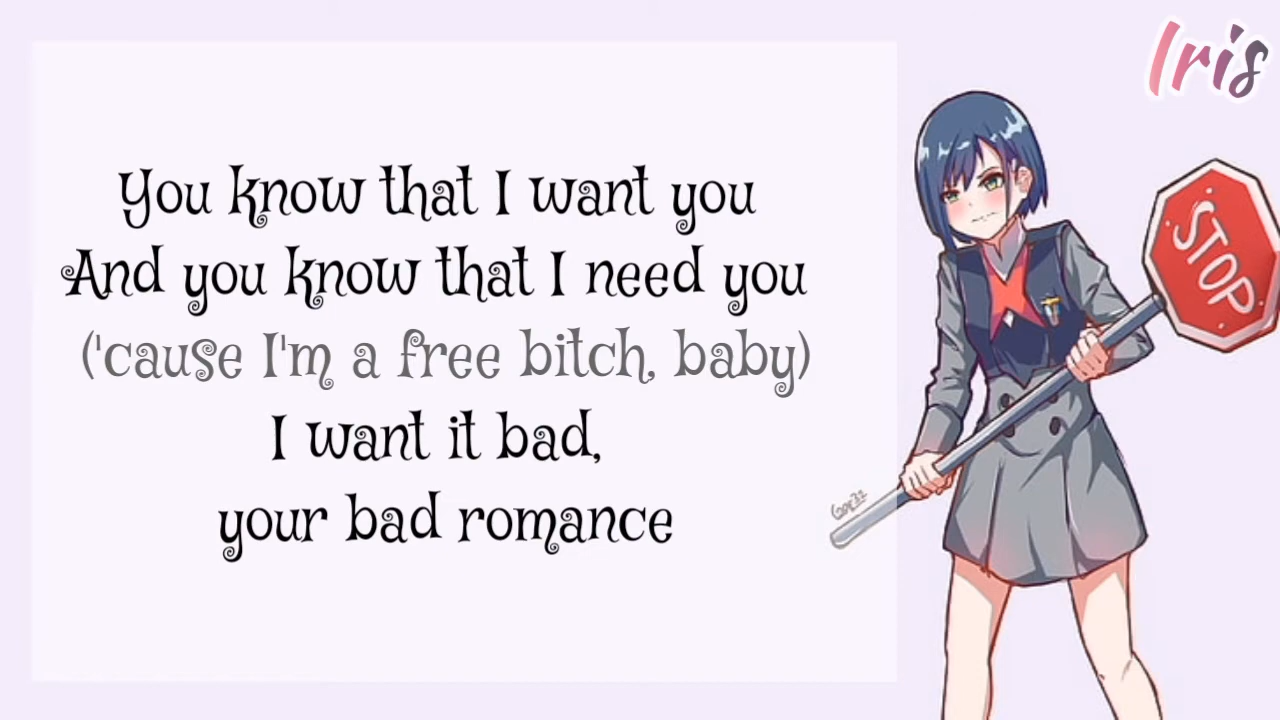 Iris
You know that I want you
And you know that I need you
('cause I'm a free bitch, baby)
I want it bad,
your bad romance
STOP